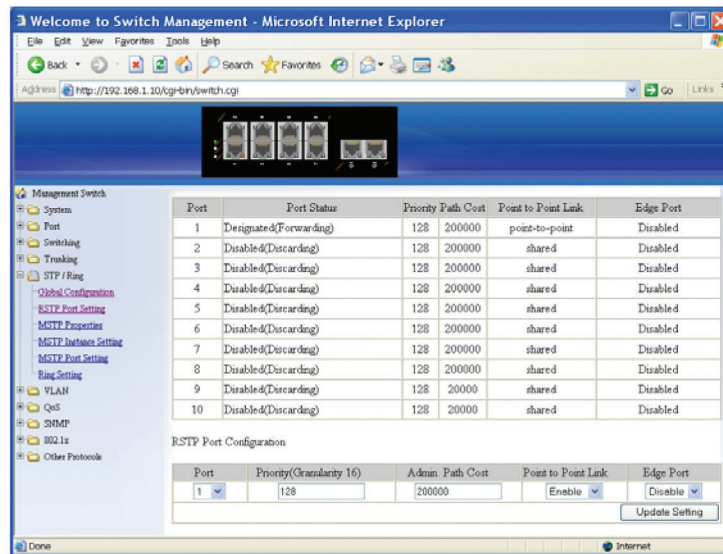 Welcome to Switch Management - Microsoft Internet Explorer
File Edit View Favorites Tools Help
Back Search Favorites
Address http://192.168.1.10/cgi-bin/switch.cgi Go Links
Management Switch
System
Port
Switching
Trunking
STP / Ring
Global Configuration
RSTP Port Setting
MSTP Properties
MSTP Instance Setting
MSTP Port Setting
Ring Setting
VLAN
QoS
SNMP
802.1x
Other Protocols
Port Port Status Priority Path Cost Point to Point Link Edge Port
1 Designated(Forwarding) 128 200000 point-to-point Disabled
2 Disabled(Discarding) 128 200000 shared Disabled
3 Disabled(Discarding) 128 200000 shared Disabled
4 Disabled(Discarding) 128 200000 shared Disabled
5 Disabled(Discarding) 128 200000 shared Disabled
6 Disabled(Discarding) 128 200000 shared Disabled
7 Disabled(Discarding) 128 200000 shared Disabled
8 Disabled(Discarding) 128 200000 shared Disabled
9 Disabled(Discarding) 128 20000 shared Disabled
10 Disabled(Discarding) 128 20000 shared Disabled
RSTP Port Configuration
Port Priority(Granularity 16) Admin. Path Cost Point to Point Link Edge Port
1 128 200000 Enable Disable
Update Setting
Done Internet